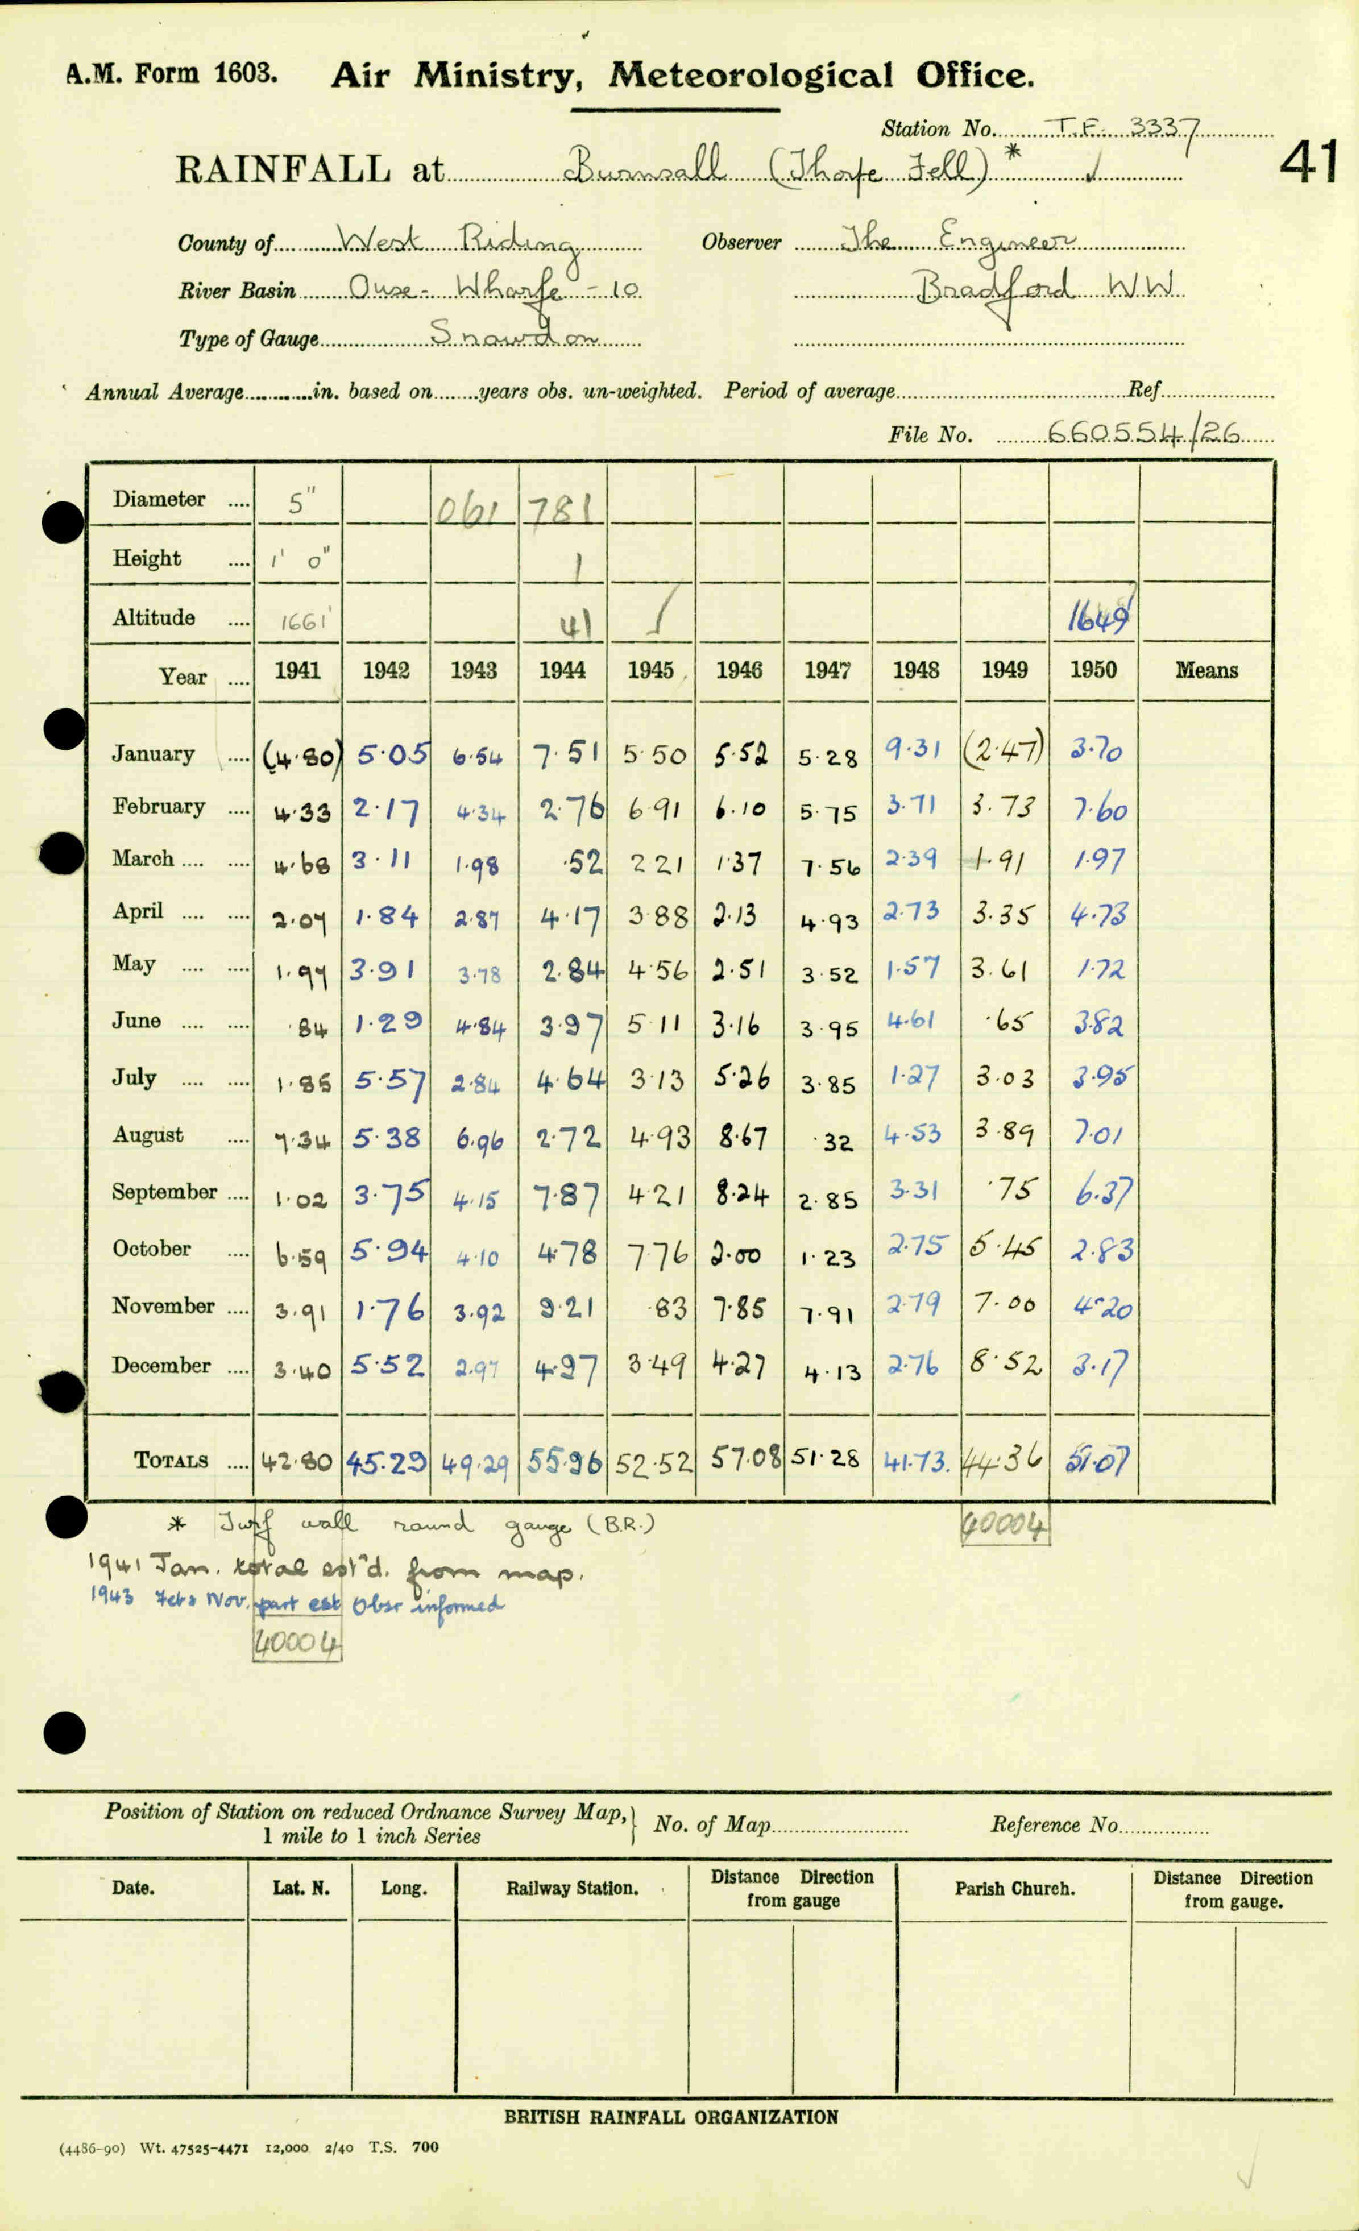 A.M. Form 1603. Air Ministry, Meteorological Office.
Station No. T.F. 3337
41
RAINFALL at Burnsall (Thorpe Fell) * ✓
County of West Riding Observer The Engineer
River Basin Ouse - Wharfe - 10 Bradford W W
Type of Gauge Snowdon
Annual Average in. based on years obs. un-weighted. Period of average Ref
File No. 660554/26
Diameter .... 5" 061 781
Height .... 1' 0" 1
Altitude .... 1661' 41 1649'
Year .... 1941 1942 1943 1944 1945 1946 1947 1948 1949 1950 Means
January .... (4.80) 5.05 6.54 7.51 5.50 5.52 5.28 9.31 (2.47) 3.70
February .... 4.33 2.17 4.34 2.76 6.91 6.10 5.75 3.71 3.73 7.60
March .... .... 4.68 3.11 1.98 .52 2.21 1.37 7.56 2.39 1.91 1.97
April .... .... 2.07 1.84 2.87 4.17 3.88 2.13 4.93 2.73 3.35 4.73
May .... .... 1.97 3.91 3.78 2.84 4.56 2.51 3.52 1.57 3.61 1.72
June .... .... .84 1.29 4.84 3.97 5.11 3.16 3.95 4.61 .65 3.82
July .... .... 1.85 5.57 2.84 4.64 3.13 5.26 3.85 1.27 3.03 3.95
August .... 7.34 5.38 6.96 2.72 4.93 8.67 .32 4.53 3.89 7.01
September .... 1.02 3.75 4.15 7.87 4.21 8.24 2.85 3.31 .75 6.37
October .... 6.59 5.94 4.10 4.78 7.76 2.00 1.23 2.75 5.45 2.83
November .... 3.91 1.76 3.92 9.21 .83 7.85 7.91 2.79 7.00 4.20
December .... 3.40 5.52 2.97 4.97 3.49 4.27 4.13 2.76 8.52 3.17
TOTALS .... 42.80 45.29 49.29 55.96 52.52 57.08 51.28 41.73. 44.36 51.07
* Turf wall round gauge (B.R.) 40004
1941 Jan. total est'd. from map.
1943 Feb & Nov. part est Obsr informed
40004
Position of Station on reduced Ordnance Survey Map, 1 mile to 1 inch Series } No. of Map Reference No.
Date. Lat. N. Long. Railway Station. Distance Direction from gauge Parish Church. Distance Direction from gauge.
BRITISH RAINFALL ORGANIZATION
(4486-90) Wt. 47525-4471 12,000 2/40 T.S. 700